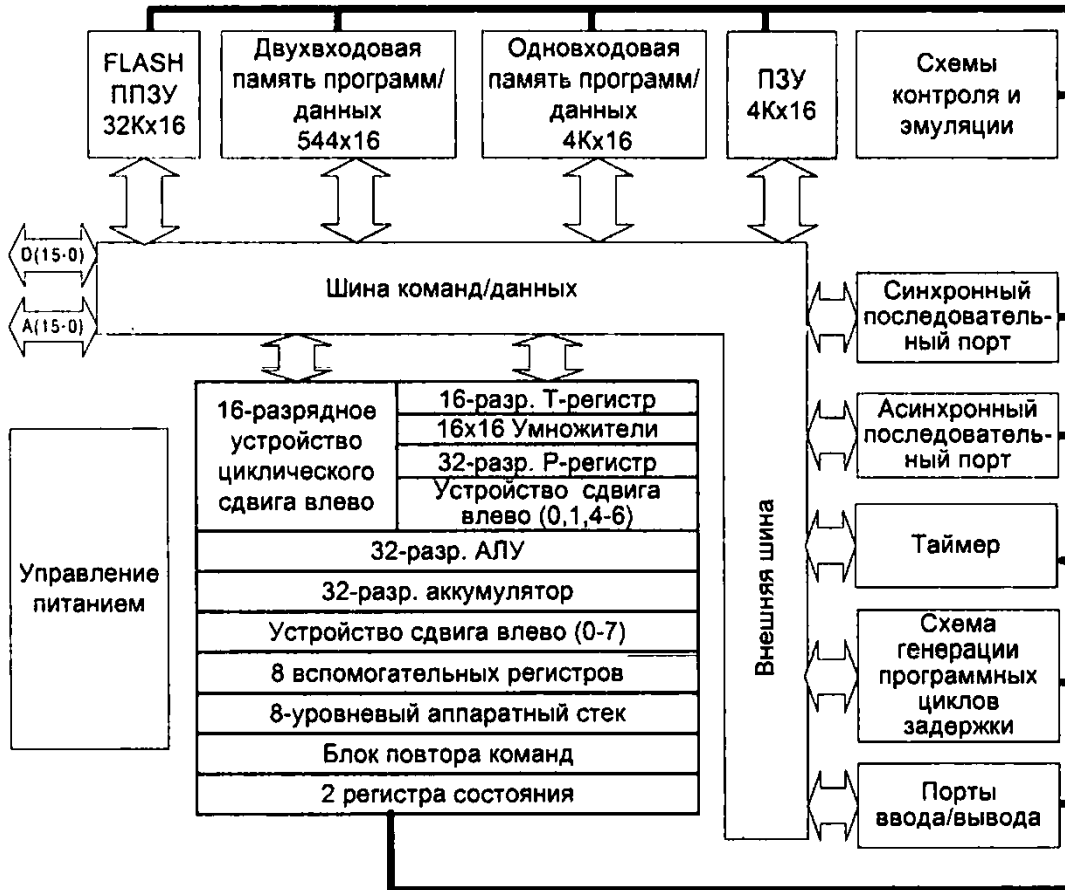 FLASH
ППЗУ
32Кх16
Двухвходовая
память программ/
данных
544х16
Одновходовая
память программ/
данных
4Кх16
ПЗУ
4Кх16
Схемы
контроля и
эмуляции
D(15-0)
A(15-0)
Шина команд/данных
Внешняя шина
Управление
питанием
16-разрядное
устройство
циклического
сдвига влево
16-разр. Т-регистр
16х16 Умножители
32-разр. Р-регистр
Устройство сдвига
влево (0,1,4-6)
32-разр. АЛУ
32-разр. аккумулятор
Устройство сдвига влево (0-7)
8 вспомогательных регистров
8-уровневый аппаратный стек
Блок повтора команд
2 регистра состояния
Синхронный
последователь-
ный порт
Асинхронный
последователь-
ный порт
Таймер
Схема
генерации
программных
циклов
задержки
Порты
ввода/вывода